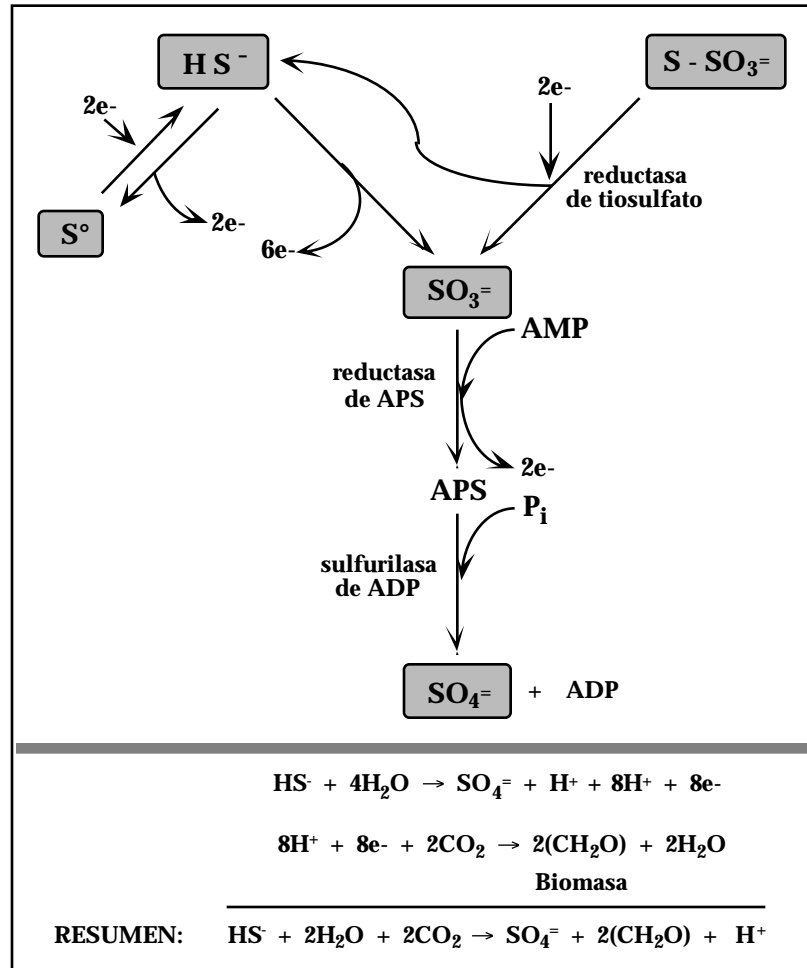 HS⁻
S - SO₃⁼
2e-
2e-
reductasa
de tiosulfato
S°
2e-
6e-
SO₃⁼
AMP
reductasa
de APS
2e-
APS
Pᵢ
sulfurilasa
de ADP
SO₄⁼ + ADP
HS⁻ + 4H₂O → SO₄⁼ + H⁺ + 8H⁺ + 8e-
8H⁺ + 8e- + 2CO₂ → 2(CH₂O) + 2H₂O
Biomasa
RESUMEN: HS⁻ + 2H₂O + 2CO₂ → SO₄⁼ + 2(CH₂O) + H⁺